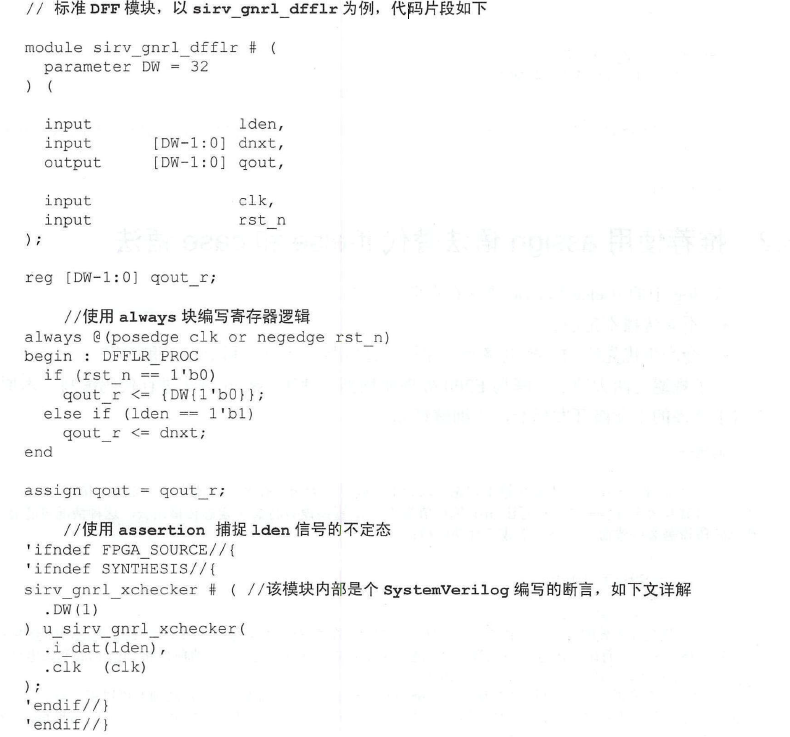 // 标准 DFF 模块，以 sirv_gnrl_dfflr 为例，代码片段如下
module sirv_gnrl_dfflr # (
parameter DW = 32
) (
input lden,
input [DW-1:0] dnxt,
output [DW-1:0] qout,
input clk,
input rst_n
);
reg [DW-1:0] qout_r;
//使用 always 块编写寄存器逻辑
always @(posedge clk or negedge rst_n)
begin : DFFLR_PROC
if (rst_n == 1'b0)
qout_r <= {DW{1'b0}};
else if (lden == 1'b1)
qout_r <= dnxt;
end
assign qout = qout_r;
//使用 assertion 捕捉 lden 信号的不定态
'ifndef FPGA_SOURCE//{
'ifndef SYNTHESIS//{
sirv_gnrl_xchecker # ( //该模块内部是个 SystemVerilog 编写的断言，如下文详解
.DW(1)
) u_sirv_gnrl_xchecker(
.i_dat(lden),
.clk (clk)
);
'endif//}
'endif//}